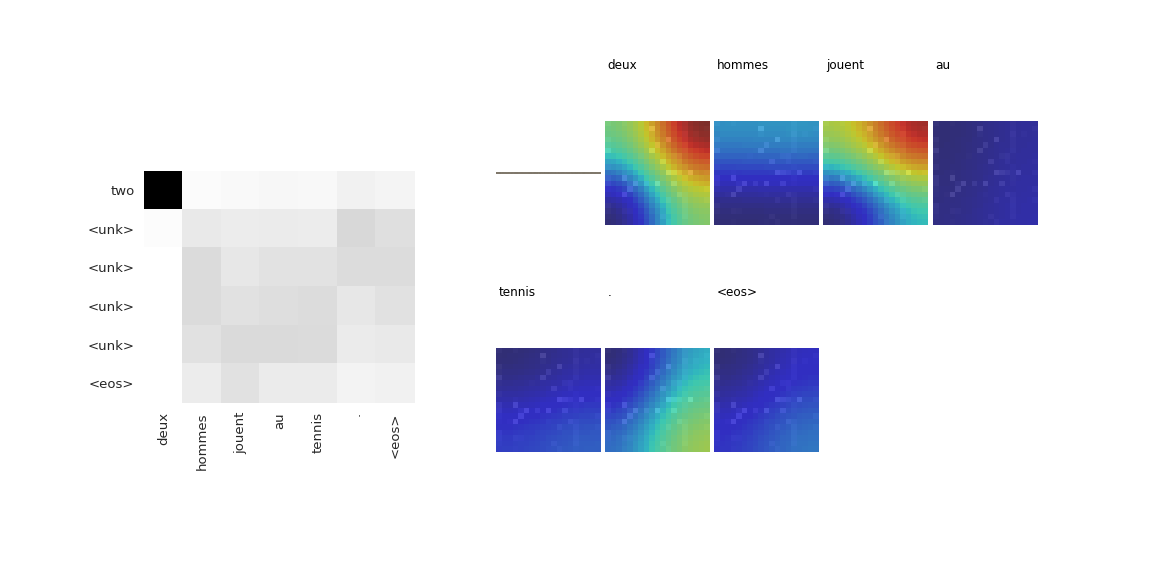 deux hommes jouent au
two
<unk>
<unk>
<unk>
<unk>
<eos>
deux hommes jouent au tennis . <eos>
tennis . <eos>